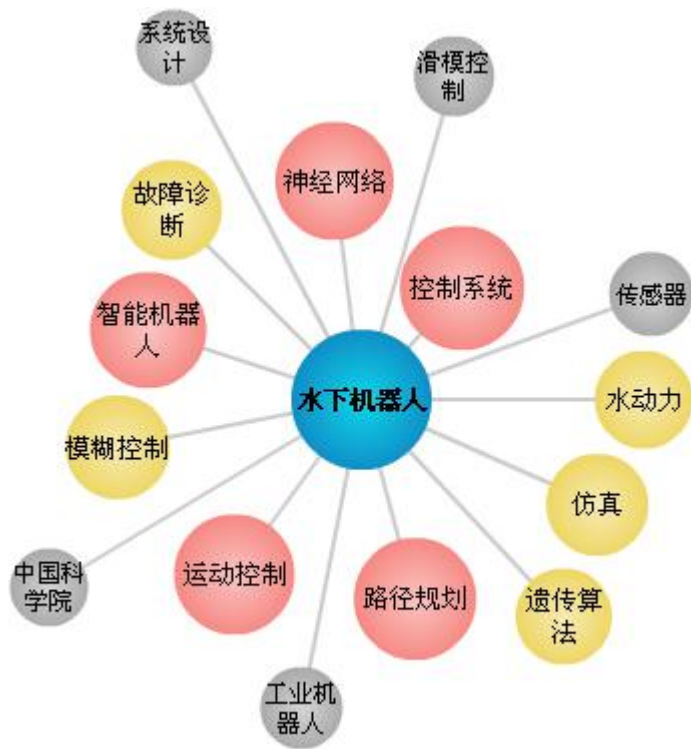 系统设
计
滑模控
制
神经网络
故障诊
断
控制系统
传感器
智能机器
人
水下机器人
水动力
模糊控制
仿真
中国科
学院
运动控制
路径规划
遗传算
法
工业机
器人